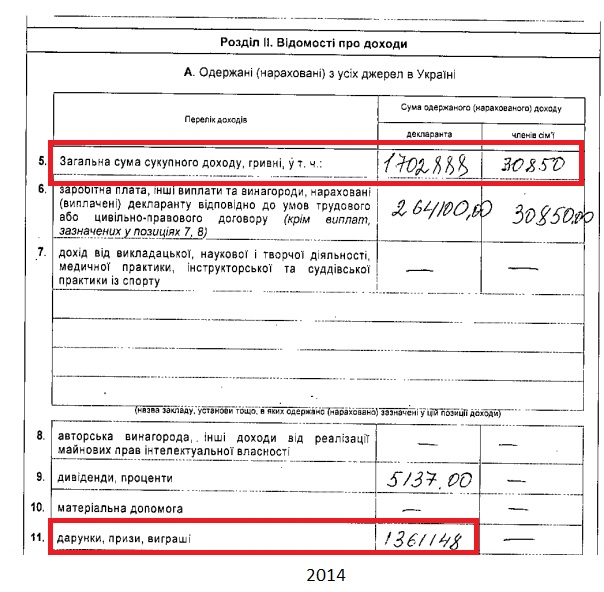 Розділ II. Відомості про доходи
А. Одержані (нараховані) з усіх джерел в Україні
Перелік доходів
Сума одержаного (нарахованого) доходу
декларанта
членів сім'ї
5. Загальна сума сукупного доходу, гривні, у т. ч.: 1702888 30850
6. заробітна плата, інші виплати та винагороди, нараховані
(виплачені) декларанту відповідно до умов трудового
або цивільно-правового договору (крім виплат,
зазначених у позиціях 7, 8)
264100,00 30850,00
7. дохід від викладацької, наукової і творчої діяльності,
медичної практики, інструкторської та суддівської
практики із спорту
— —
(назва закладу, установи тощо, в яких одержано (нараховано) зазначені у цій позиції доходи)
8. авторська винагорода, інші доходи від реалізації
майнових прав інтелектуальної власності
— —
9. дивіденди, проценти 5137.00 —
10. матеріальна допомога — —
11. дарунки, призи, виграші 1361148 —
2014